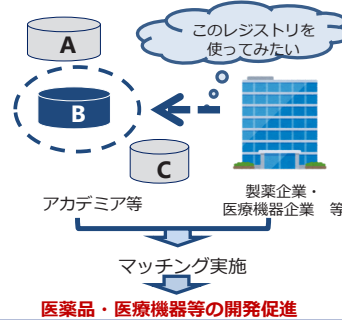 このレジストリを
使ってみたい
A
B
C
アカデミア等
製薬企業・
医療機器企業　等
マッチング実施
医薬品・医療機器等の開発促進